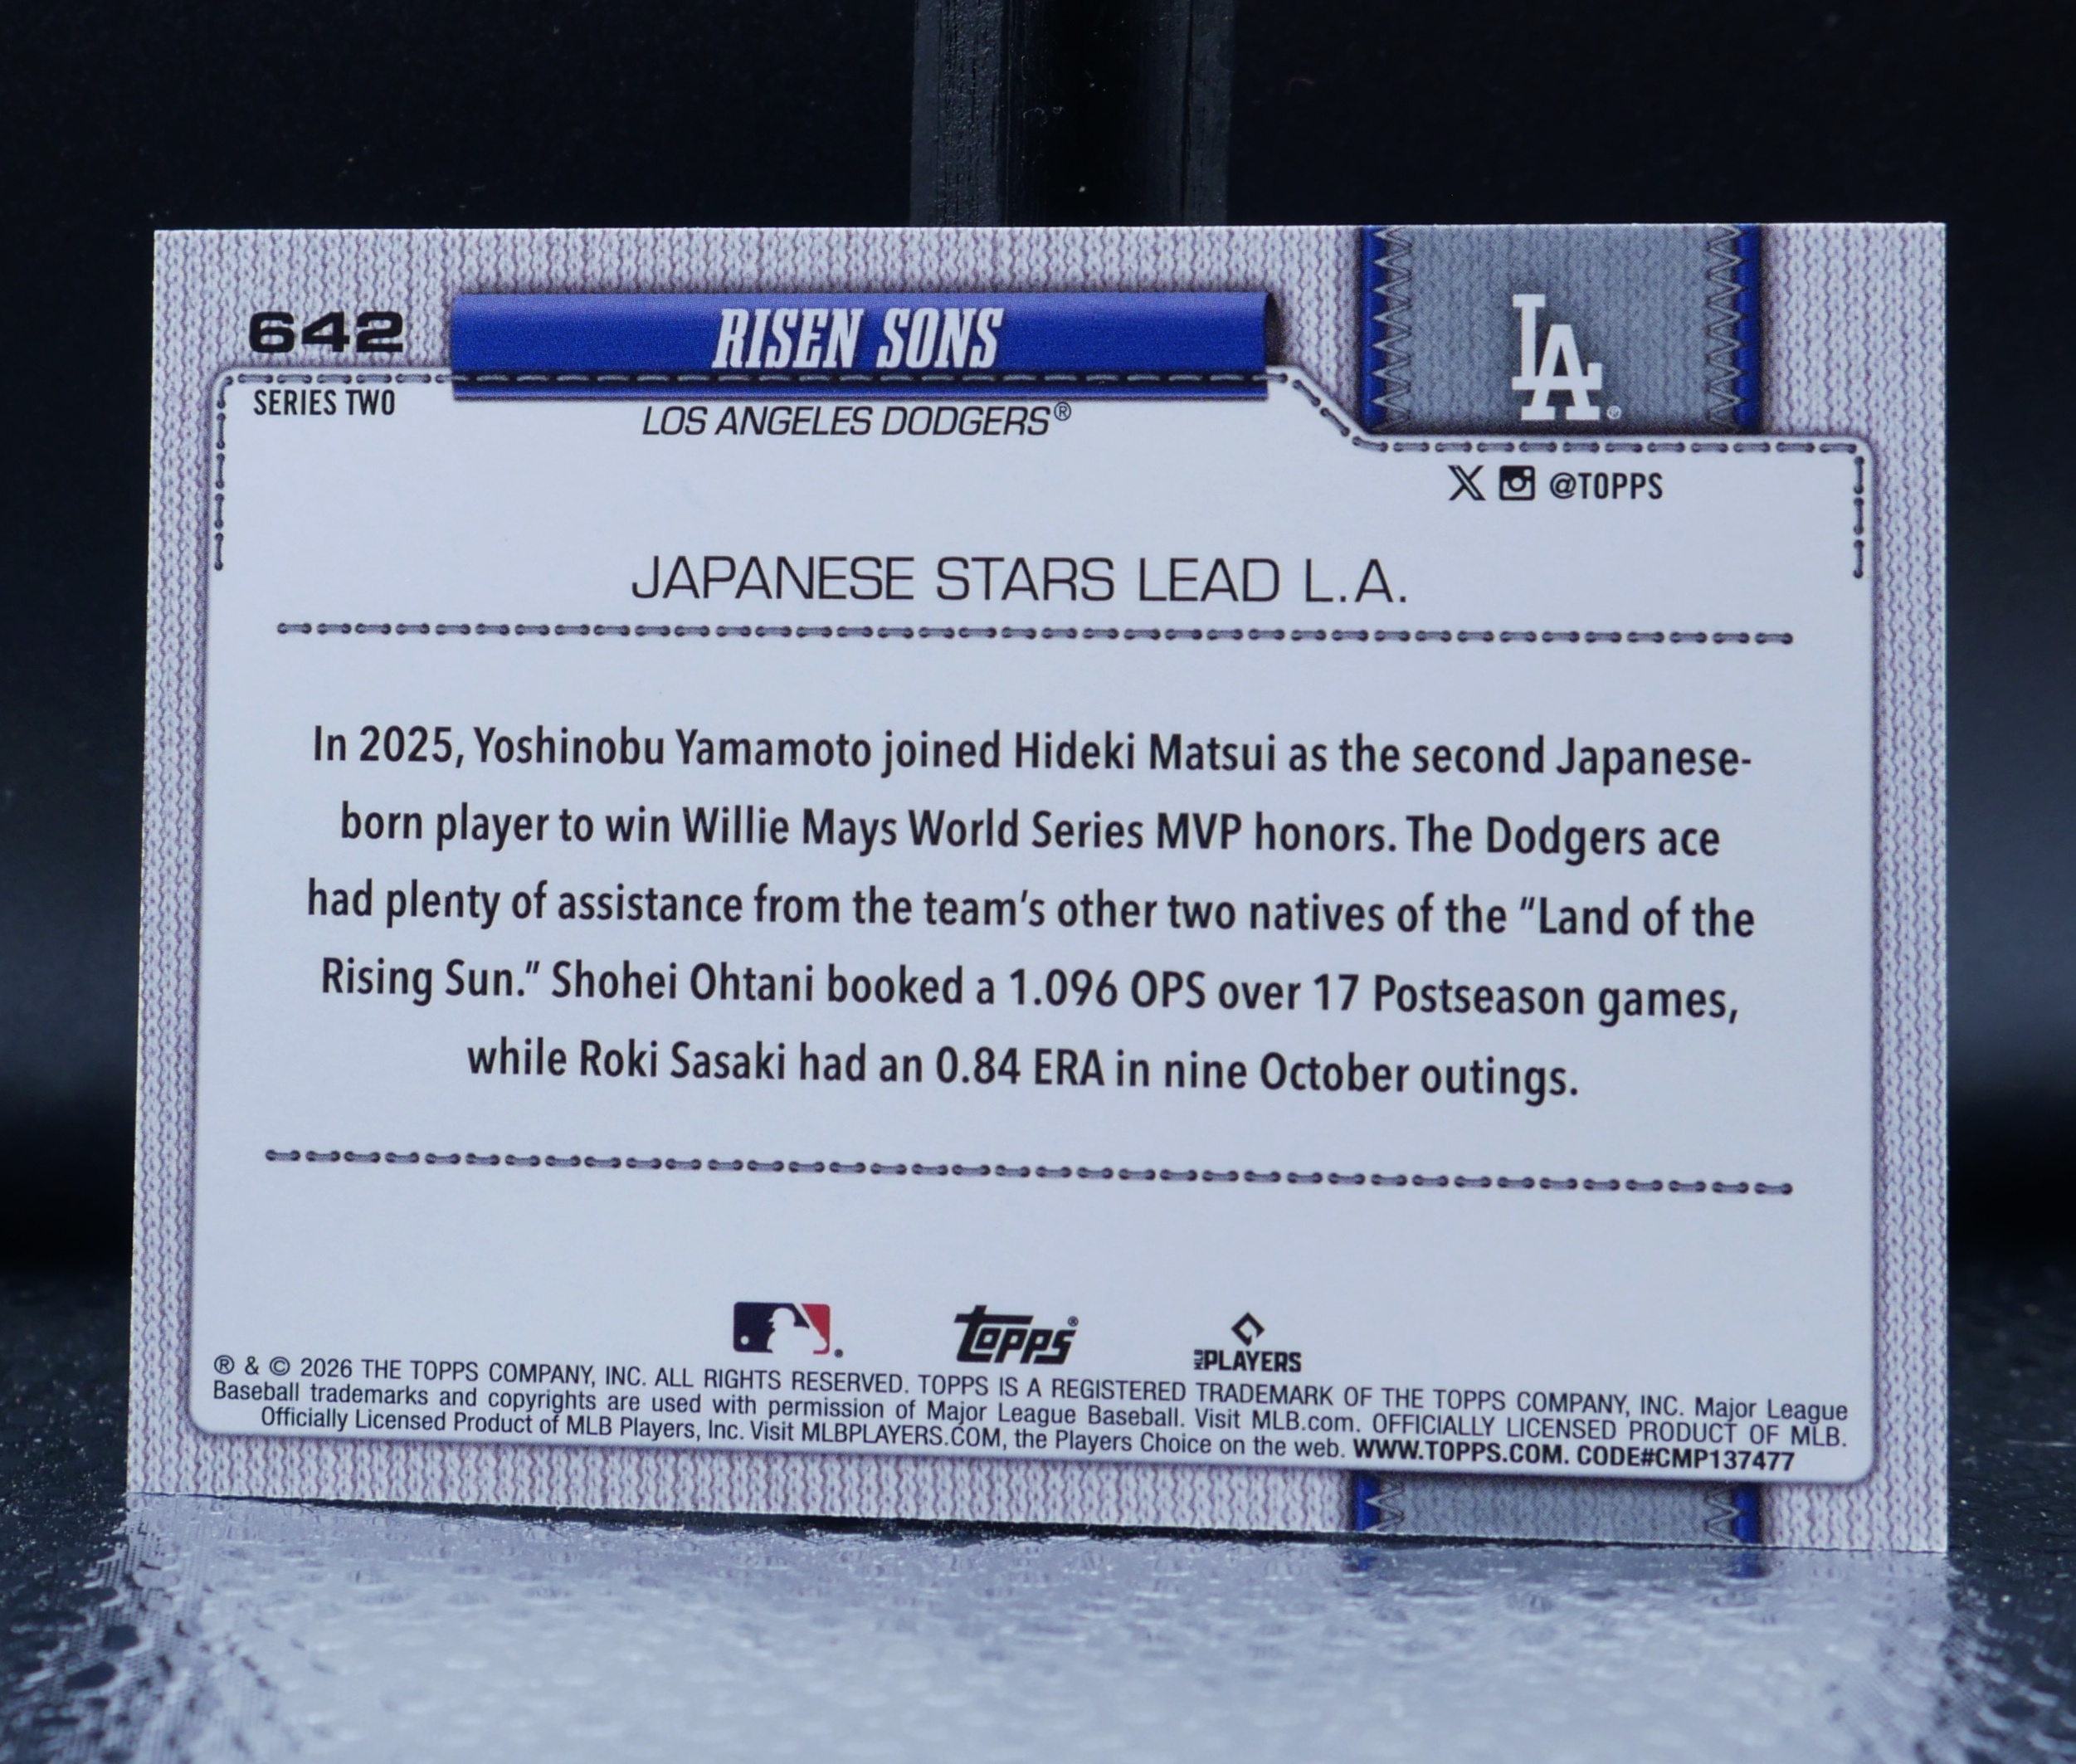 642
RISEN SONS
LA
SERIES TWO
LOS ANGELES DODGERS®
@TOPPS
JAPANESE STARS LEAD L.A.
In 2025, Yoshinobu Yamamoto joined Hideki Matsui as the second Japanese-
born player to win Willie Mays World Series MVP honors. The Dodgers ace
had plenty of assistance from the team's other two natives of the "Land of the
Rising Sun." Shohei Ohtani booked a 1.096 OPS over 17 Postseason games,
while Roki Sasaki had an 0.84 ERA in nine October outings.
Topps®
MLB PLAYERS
® & © 2026 THE TOPPS COMPANY, INC. ALL RIGHTS RESERVED. TOPPS IS A REGISTERED TRADEMARK OF THE TOPPS COMPANY, INC. Major League
Baseball trademarks and copyrights are used with permission of Major League Baseball. Visit MLB.com. OFFICIALLY LICENSED PRODUCT OF MLB.
Officially Licensed Product of MLB Players, Inc. Visit MLBPLAYERS.COM, the Players Choice on the web. WWW.TOPPS.COM. CODE#CMP137477